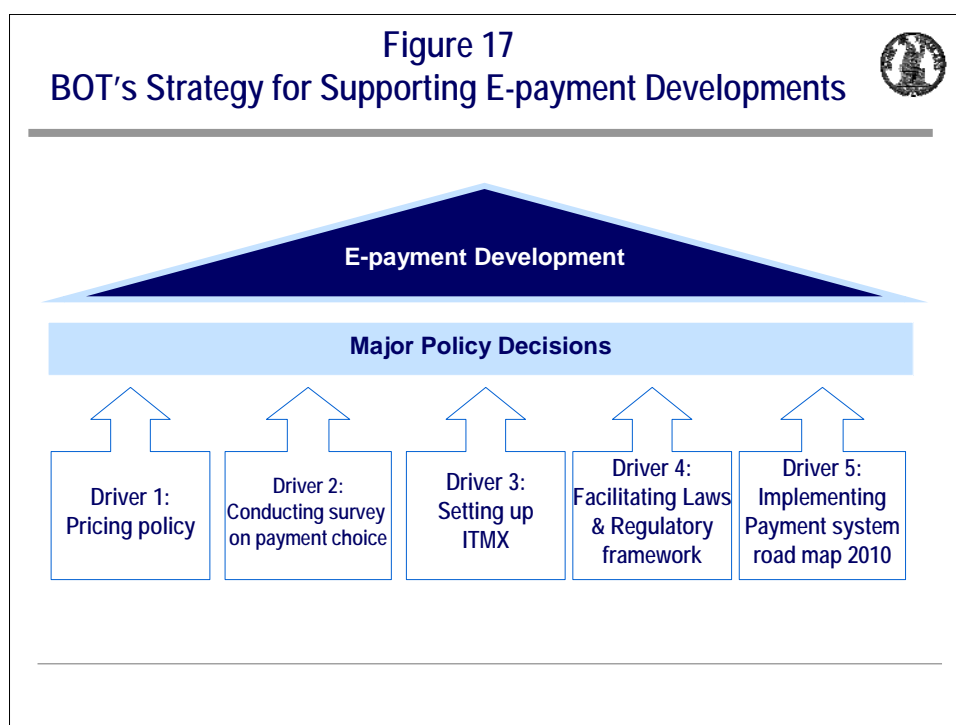 Figure 17
BOT's Strategy for Supporting E-payment Developments
E-payment Development
Major Policy Decisions
Driver 1:
Pricing policy
Driver 2:
Conducting survey
on payment choice
Driver 3:
Setting up
ITMX
Driver 4:
Facilitating Laws
& Regulatory
framework
Driver 5:
Implementing
Payment system
road map 2010